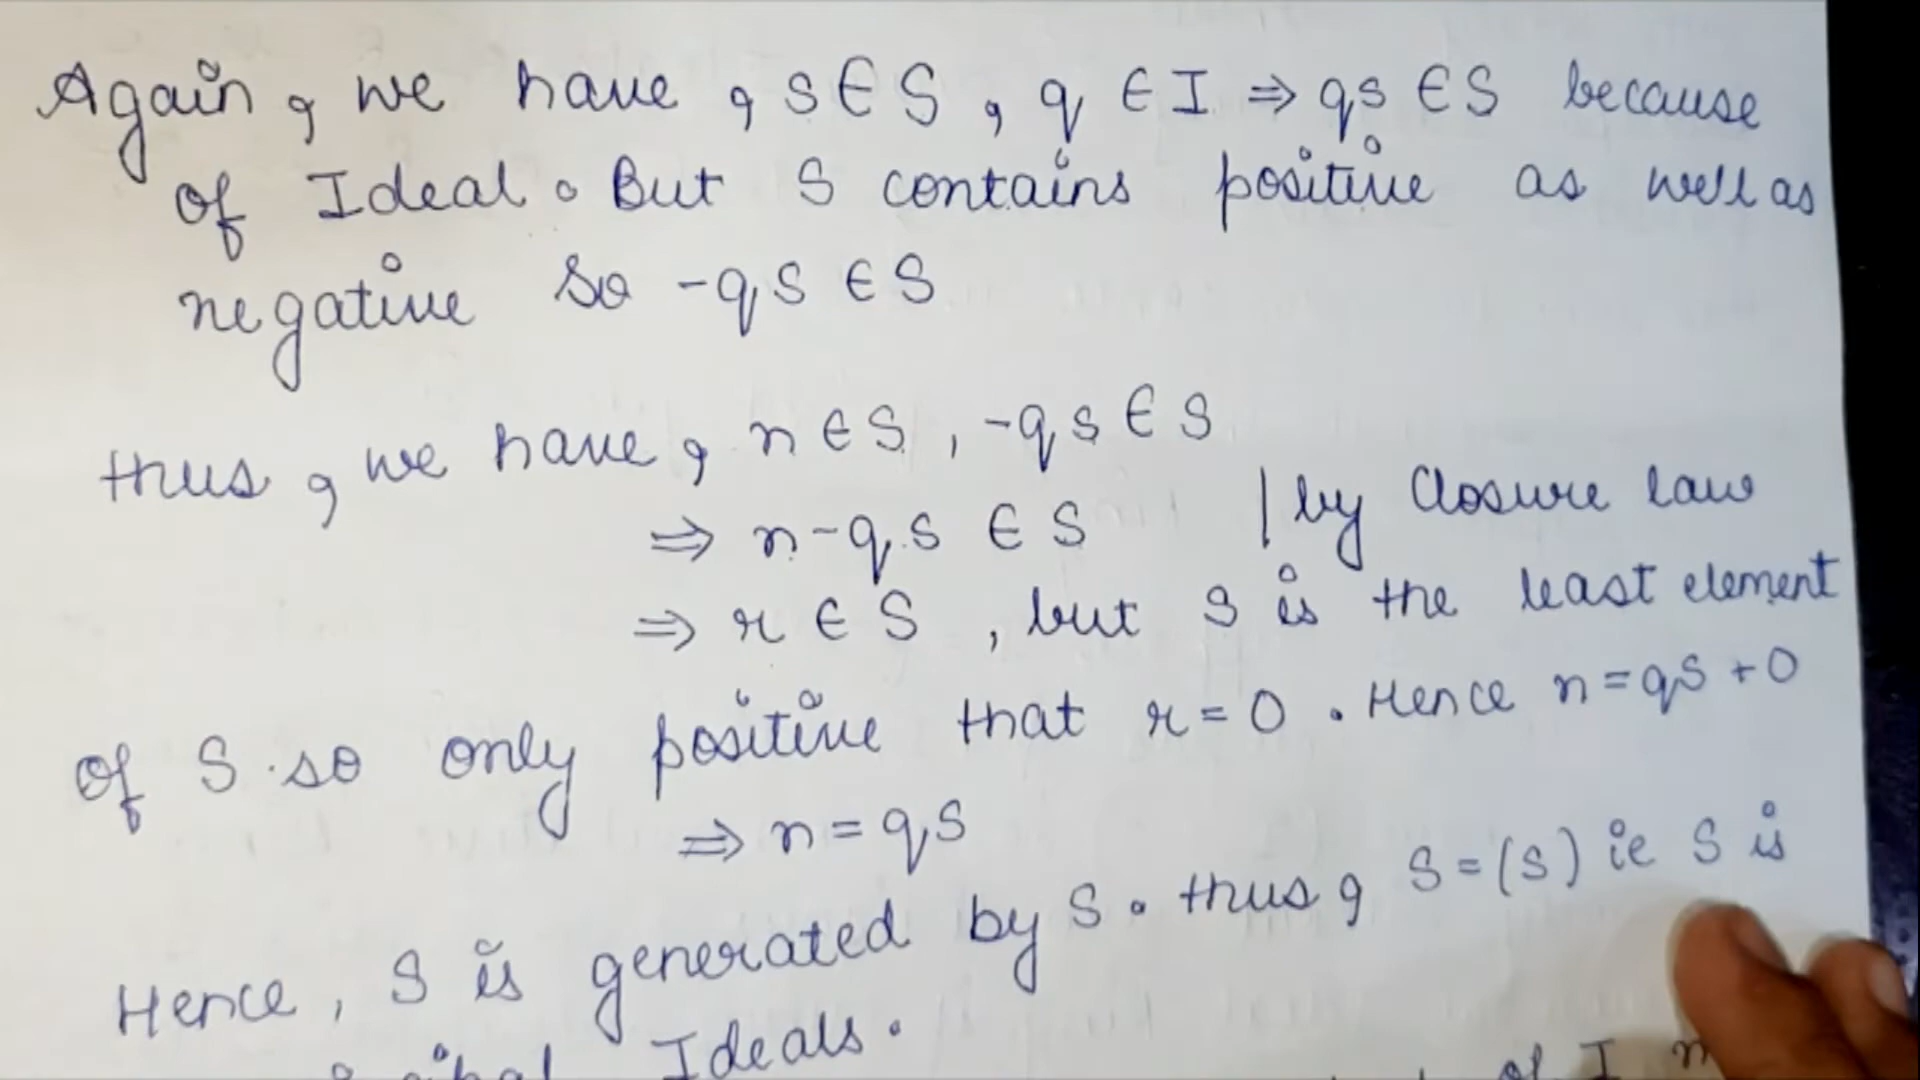 Again, we have, s∈S, q ∈ I ⇒ qs ∈ S because
of Ideal. But S contains positive as well as
negative so -qs ∈ S
thus, we have, n ∈ S, -qs ∈ S
⇒ n-q.s ∈ S | by Closure law
⇒ r ∈ S , but S is the least element
of S. so only positive that r = 0 . Hence n = qs + 0
⇒ n = qs
Hence, S is generated by S. thus, S = (s) ie S is
Ideals.
of I